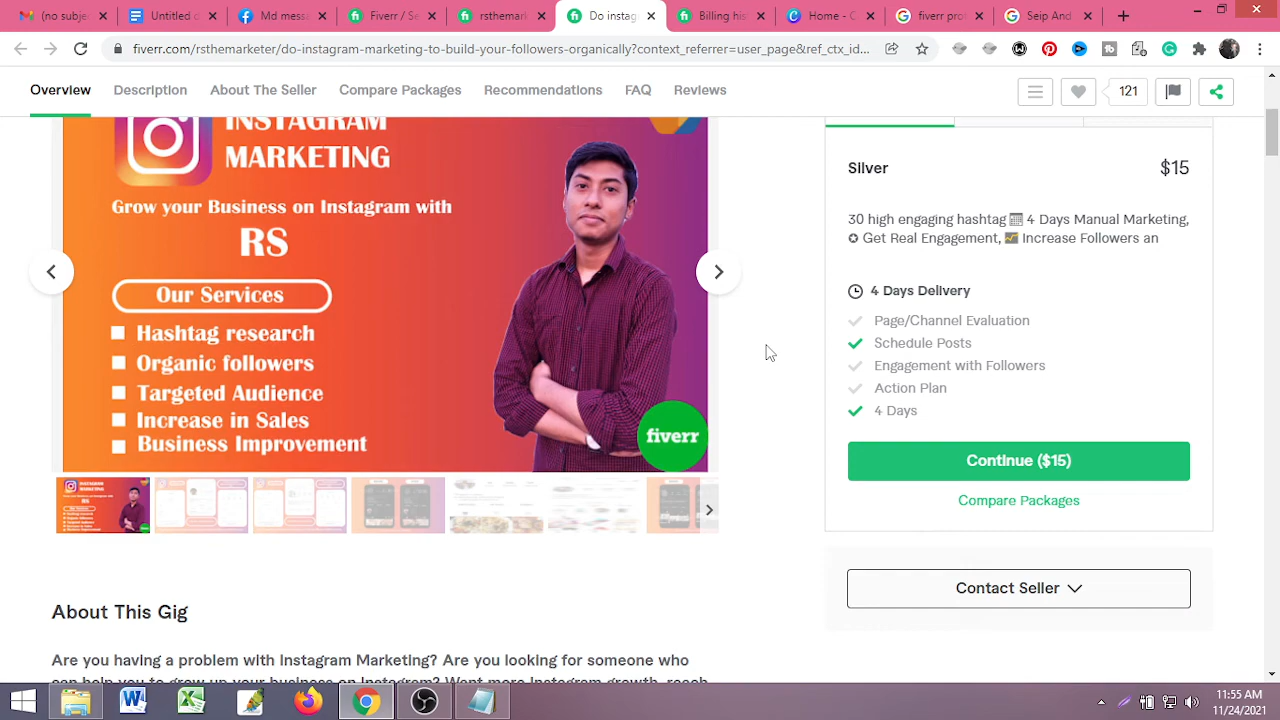 (no subje
Untitled d
Md messa
Fiverr / Se
rsthemark
Do instag
Billing his
Home - C
fiverr prof
Seip And
fiverr.com/rsthemarketer/do-instagram-marketing-to-build-your-followers-organically?context_referrer=user_page&ref_ctx_id...
Overview
Description
About The Seller
Compare Packages
Recommendations
FAQ
Reviews
121
INSTAGRAM
MARKETING
Grow your Business on Instagram with
RS
Our Services
Hashtag research
Organic followers
Targeted Audience
Increase in Sales
Business Improvement
fiverr
Silver
$15
30 high engaging hashtag 📅 4 Days Manual Marketing,
✪ Get Real Engagement, 📈 Increase Followers an
4 Days Delivery
Page/Channel Evaluation
Schedule Posts
Engagement with Followers
Action Plan
4 Days
Continue ($15)
Compare Packages
Contact Seller
About This Gig
Are you having a problem with Instagram Marketing? Are you looking for someone who
11:55 AM
11/24/2021